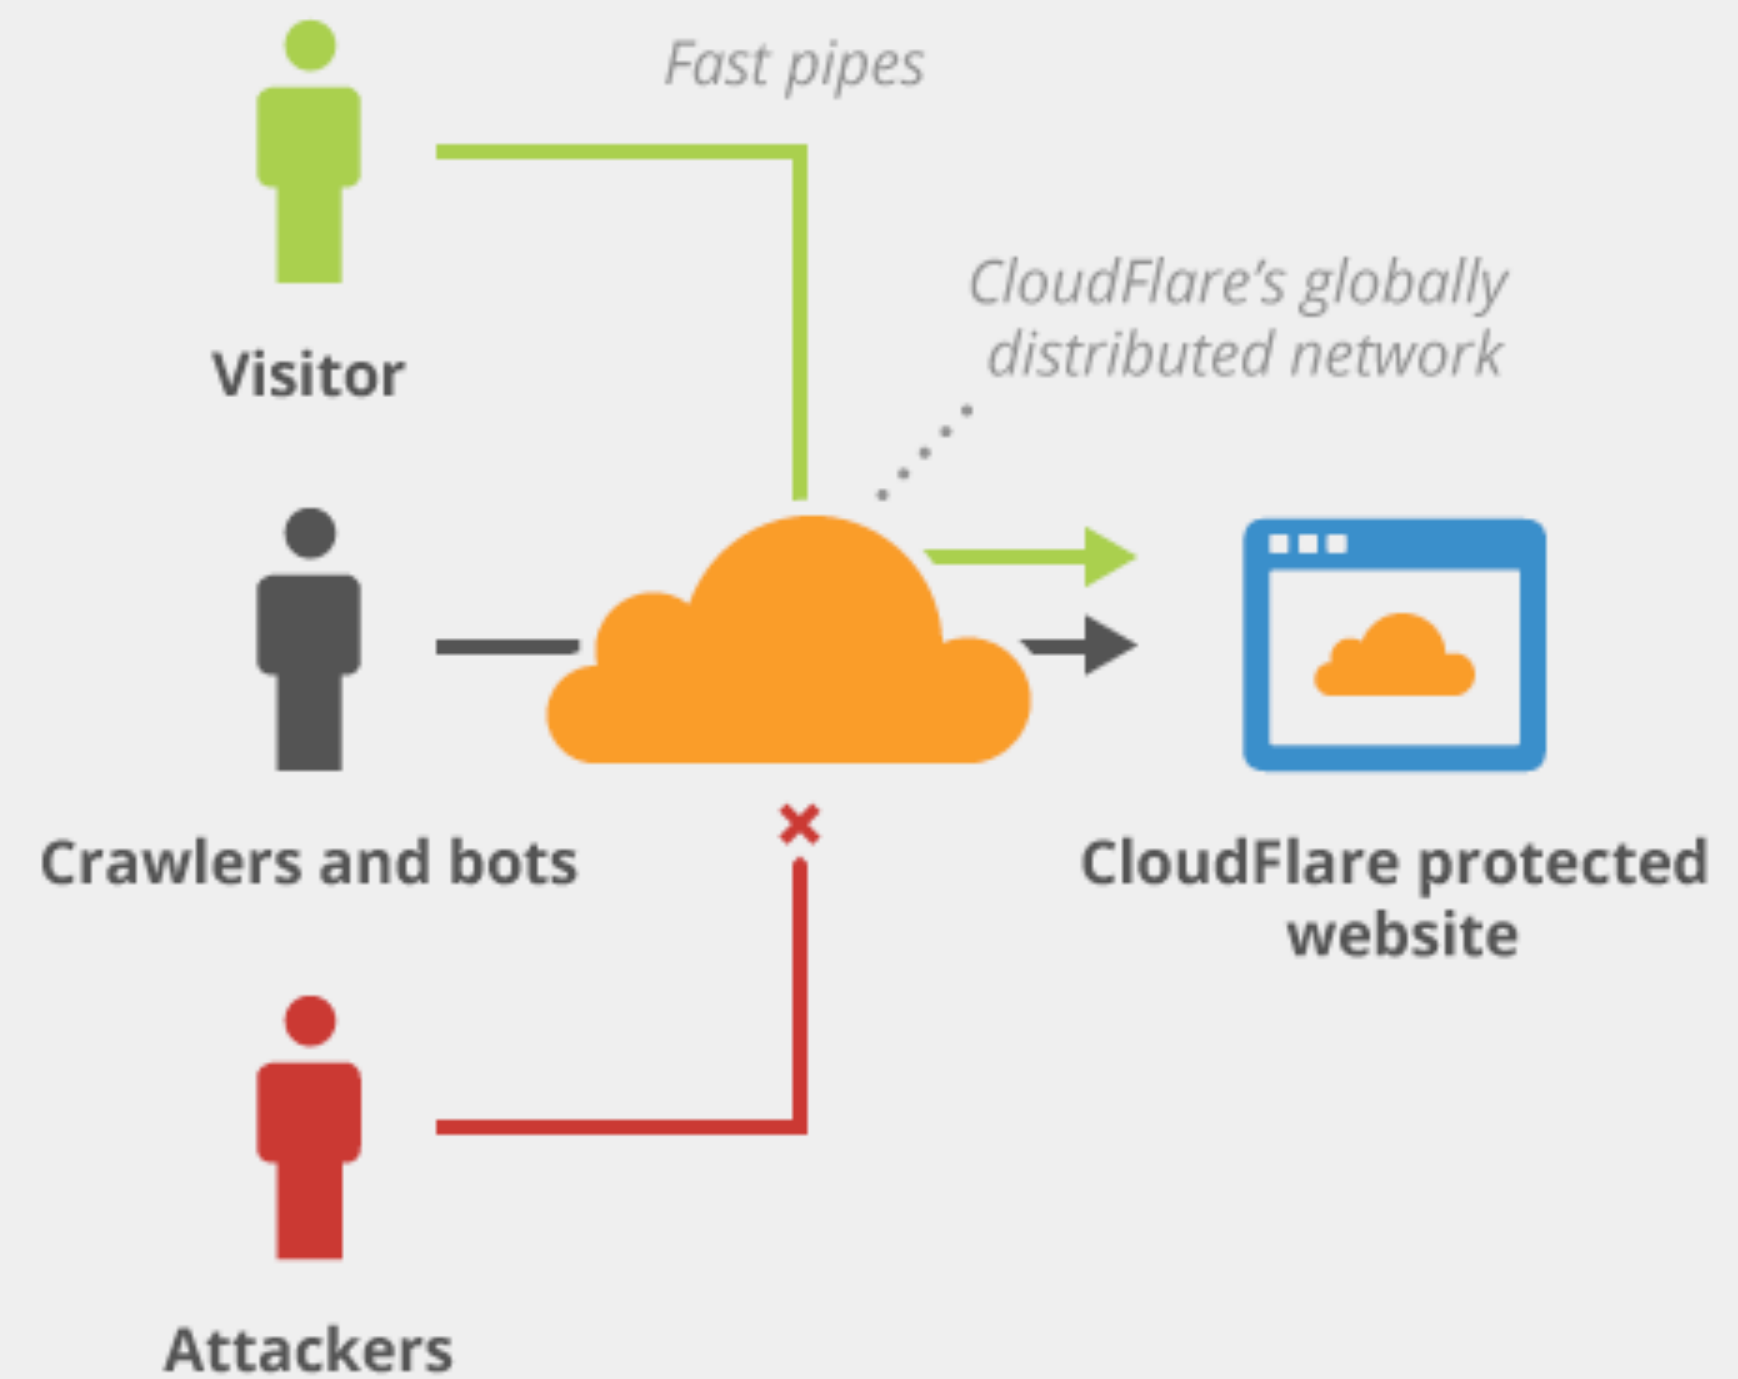 Fast pipes
CloudFlare's globally
distributed network
Visitor
Crawlers and bots
CloudFlare protected
website
Attackers